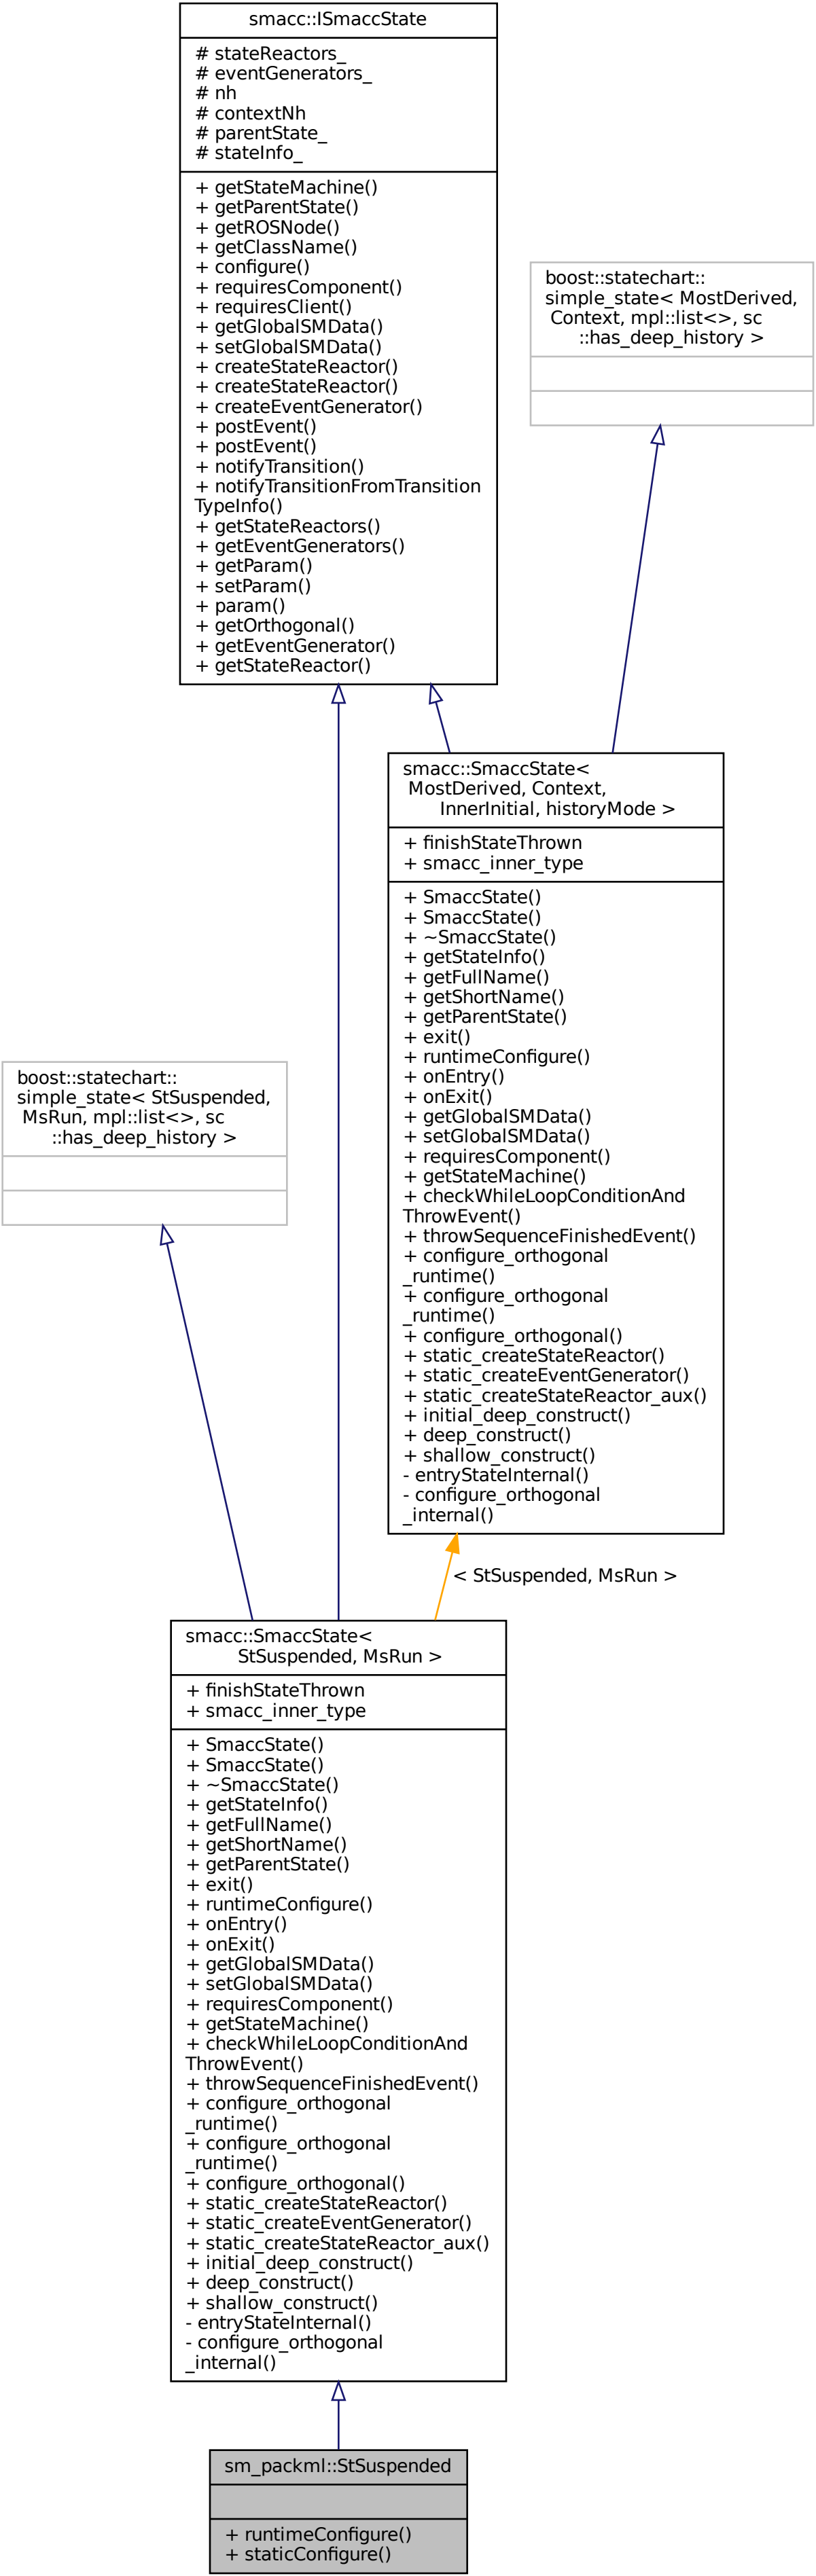 smacc::ISmaccState
# stateReactors_
# eventGenerators_
# nh
# contextNh
# parentState_
# stateInfo_
+ getStateMachine()
+ getParentState()
+ getROSNode()
+ getClassName()
+ configure()
+ requiresComponent()
+ requiresClient()
+ getGlobalSMData()
+ setGlobalSMData()
+ createStateReactor()
+ createStateReactor()
+ createEventGenerator()
+ postEvent()
+ postEvent()
+ notifyTransition()
+ notifyTransitionFromTransition
TypeInfo()
+ getStateReactors()
+ getEventGenerators()
+ getParam()
+ setParam()
+ param()
+ getOrthogonal()
+ getEventGenerator()
+ getStateReactor()
boost::statechart::
simple_state< MostDerived,
Context, mpl::list<>, sc
::has_deep_history >
smacc::SmaccState<
MostDerived, Context,
InnerInitial, historyMode >
+ finishStateThrown
+ smacc_inner_type
+ SmaccState()
+ SmaccState()
+ ~SmaccState()
+ getStateInfo()
+ getFullName()
+ getShortName()
+ getParentState()
+ exit()
+ runtimeConfigure()
+ onEntry()
+ onExit()
+ getGlobalSMData()
+ setGlobalSMData()
+ requiresComponent()
+ getStateMachine()
+ checkWhileLoopConditionAnd
ThrowEvent()
+ throwSequenceFinishedEvent()
+ configure_orthogonal
_runtime()
+ configure_orthogonal
_runtime()
+ configure_orthogonal()
+ static_createStateReactor()
+ static_createEventGenerator()
+ static_createStateReactor_aux()
+ initial_deep_construct()
+ deep_construct()
+ shallow_construct()
- entryStateInternal()
- configure_orthogonal
_internal()
boost::statechart::
simple_state< StSuspended,
MsRun, mpl::list<>, sc
::has_deep_history >
< StSuspended, MsRun >
smacc::SmaccState<
StSuspended, MsRun >
+ finishStateThrown
+ smacc_inner_type
+ SmaccState()
+ SmaccState()
+ ~SmaccState()
+ getStateInfo()
+ getFullName()
+ getShortName()
+ getParentState()
+ exit()
+ runtimeConfigure()
+ onEntry()
+ onExit()
+ getGlobalSMData()
+ setGlobalSMData()
+ requiresComponent()
+ getStateMachine()
+ checkWhileLoopConditionAnd
ThrowEvent()
+ throwSequenceFinishedEvent()
+ configure_orthogonal
_runtime()
+ configure_orthogonal
_runtime()
+ configure_orthogonal()
+ static_createStateReactor()
+ static_createEventGenerator()
+ static_createStateReactor_aux()
+ initial_deep_construct()
+ deep_construct()
+ shallow_construct()
- entryStateInternal()
- configure_orthogonal
_internal()
sm_packml::StSuspended
+ runtimeConfigure()
+ staticConfigure()